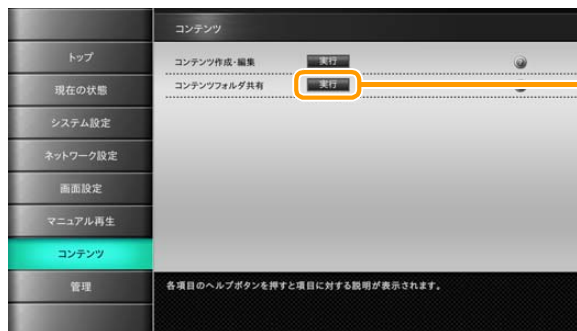 コンテンツ
トップ
現在の状態
システム設定
ネットワーク設定
画面設定
マニュアル再生
コンテンツ
管理
コンテンツ作成・編集 実行
コンテンツフォルダ共有 実行
各項目のヘルプボタンを押すと項目に対する説明が表示されます。